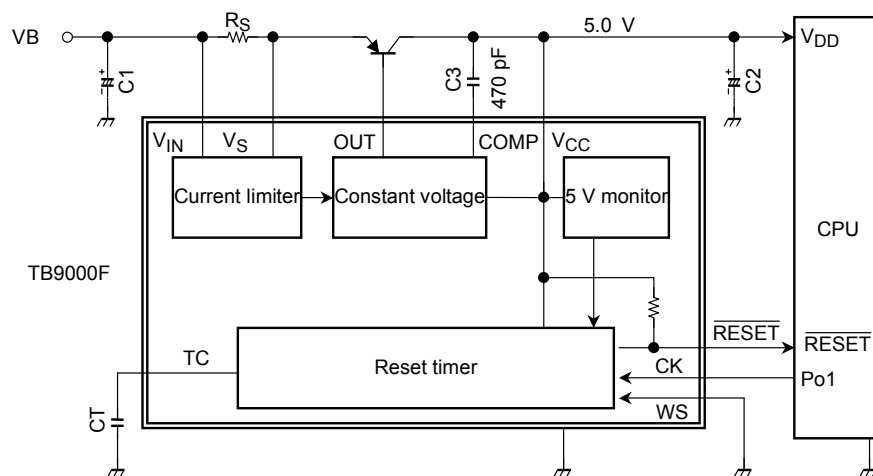 RS
5.0 V
VB
VDD
C1
C3
470 pF
C2
VIN
VS
OUT
COMP
VCC
Current limiter
Constant voltage
5 V monitor
CPU
TB9000F
RESET
RESET
TC
Reset timer
CK
Po1
WS
CT